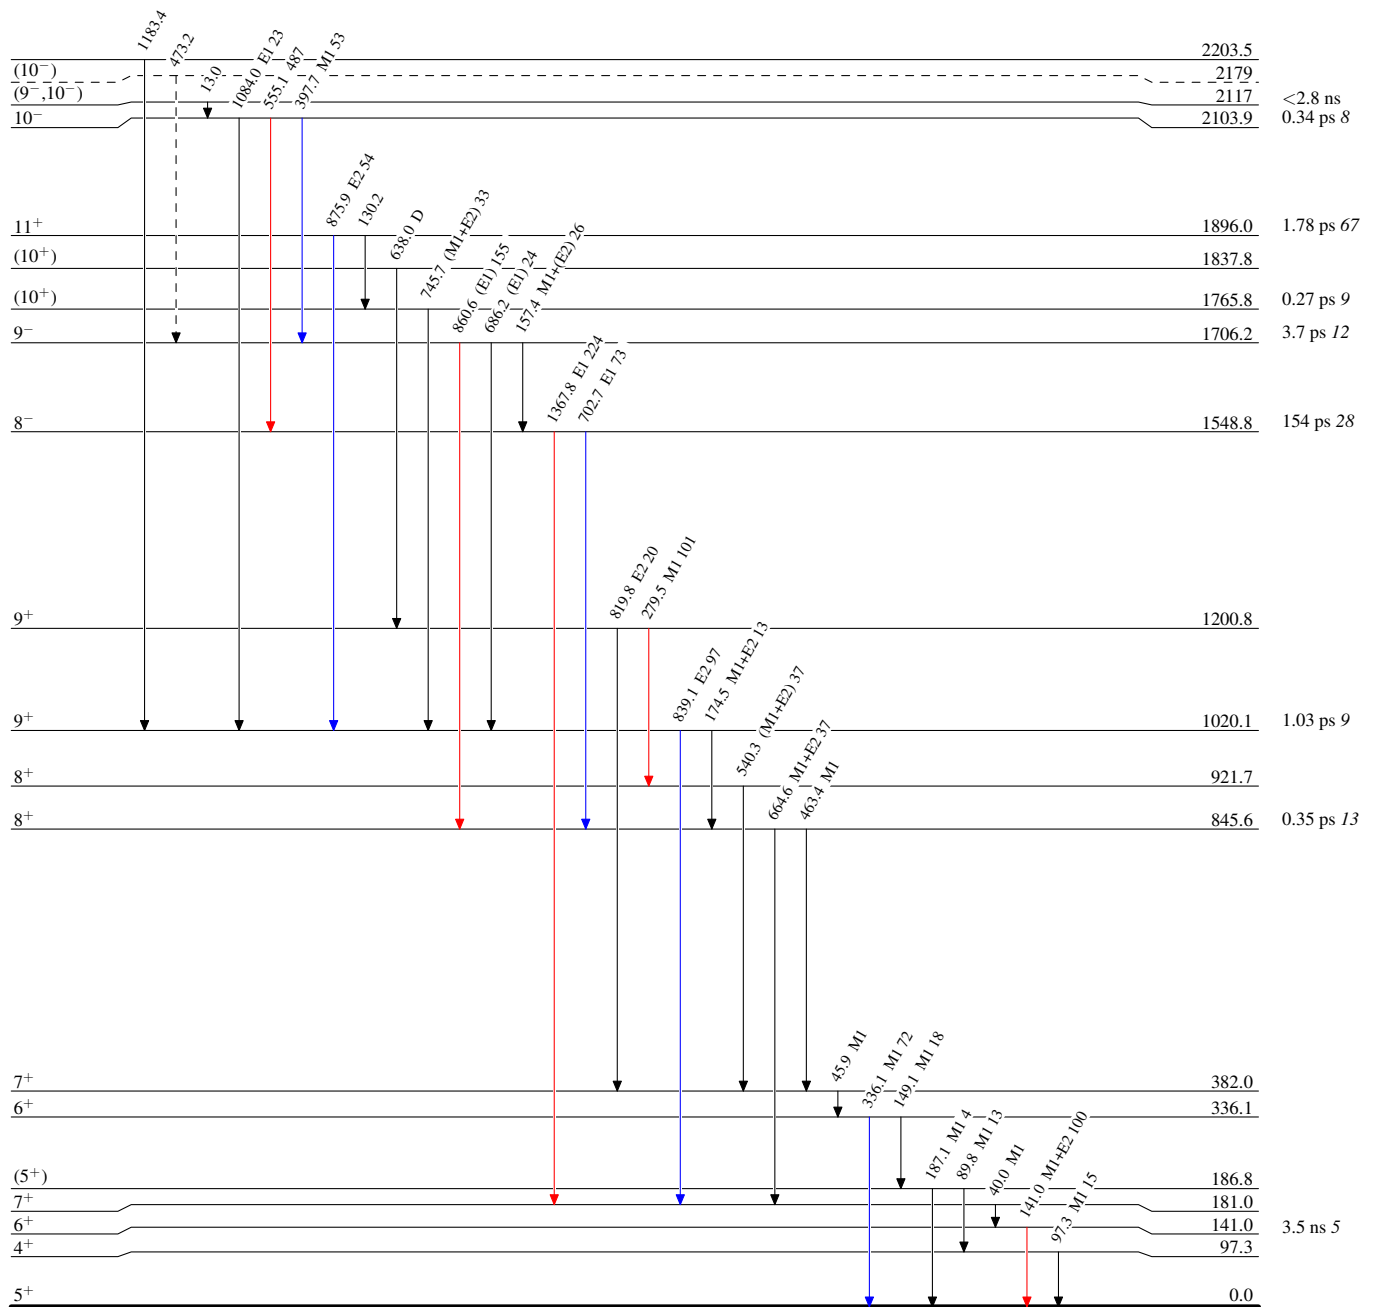 1183.4
473.2
13.0
1084.0 E1 23
555.1 487
397.7 M1 53
2203.5
(10⁻) 2179
(9⁻,10⁻) 2117 <2.8 ns
10⁻ 2103.9 0.34 ps 8
875.9 E2 54
130.2
638.0 D
745.7 (M1+E2) 33
11⁺ 1896.0 1.78 ps 67
(10⁺) 1837.8
(10⁺) 1765.8 0.27 ps 9
860.6 (E1) 155
686.2 (E1) 24
157.4 M1+(E2) 26
9⁻ 1706.2 3.7 ps 12
1367.8 E1 224
702.7 E1 73
8⁻ 1548.8 154 ps 28
819.8 E2 20
279.5 M1 101
9⁺ 1200.8
839.1 E2 97
174.5 M1+E2 13
9⁺ 1020.1 1.03 ps 9
540.3 (M1+E2) 37
8⁺ 921.7
664.6 M1+E2 37
463.4 M1
8⁺ 845.6 0.35 ps 13
45.9 M1
7⁺ 382.0
336.1 M1 72
149.1 M1 18
6⁺ 336.1
187.1 M1 4
89.8 M1 13
(5⁺) 186.8
40.0 M1
7⁺ 181.0
141.0 M1+E2 100
6⁺ 141.0 3.5 ns 5
97.3 M1 15
4⁺ 97.3
5⁺ 0.0